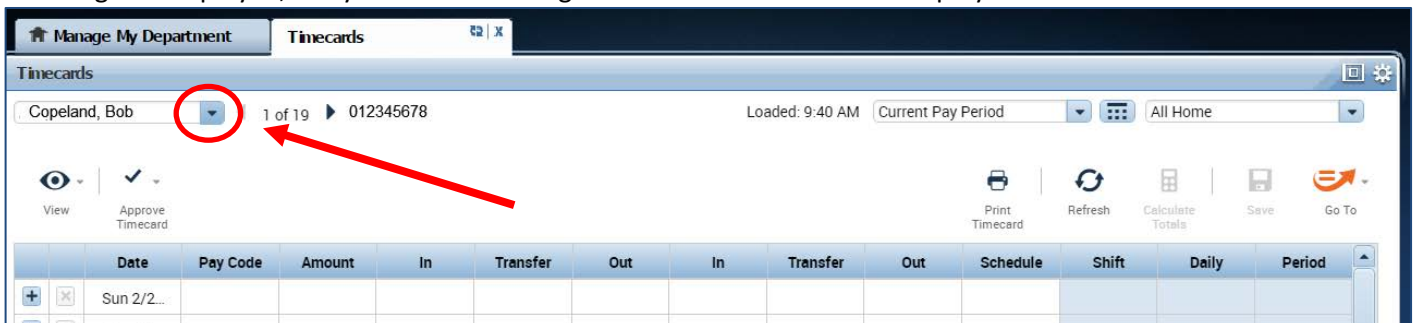 Manage My Department Timecards X
Timecards
Copeland, Bob 1 of 19 012345678 Loaded: 9:40 AM Current Pay Period All Home
View Approve Timecard Print Timecard Refresh Calculate Totals Save Go To
Date Pay Code Amount In Transfer Out In Transfer Out Schedule Shift Daily Period
Sun 2/2...